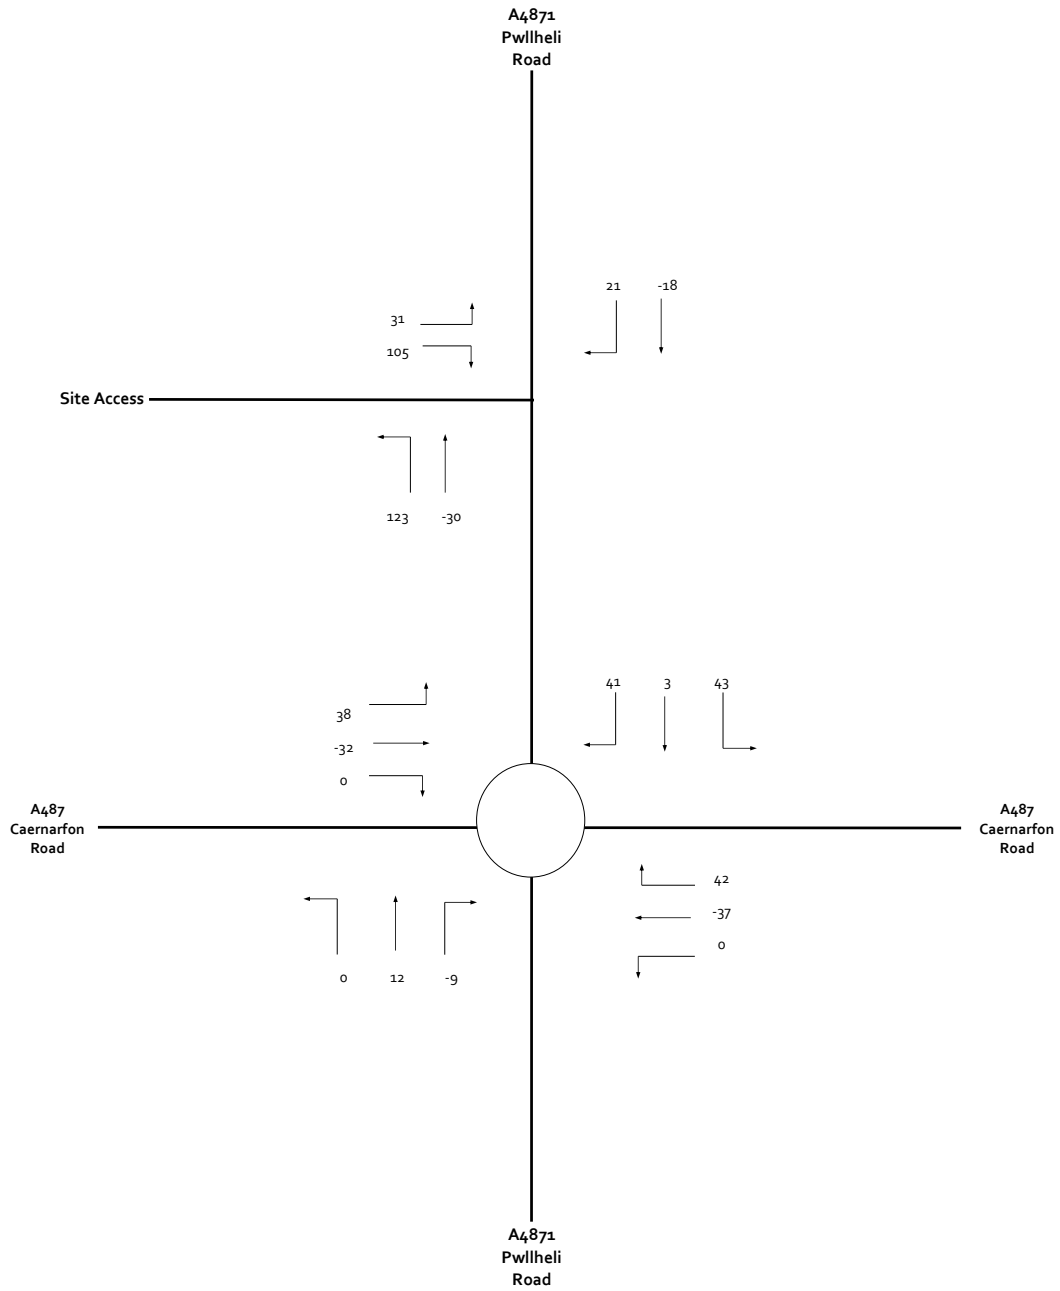 A4871
Pwllheli
Road
21 -18
31
105
Site Access
123 -30
41 3 43
38
-32
0
A487
Caernarfon
Road
A487
Caernarfon
Road
42
-37
0
0 12 -9
A4871
Pwllheli
Road